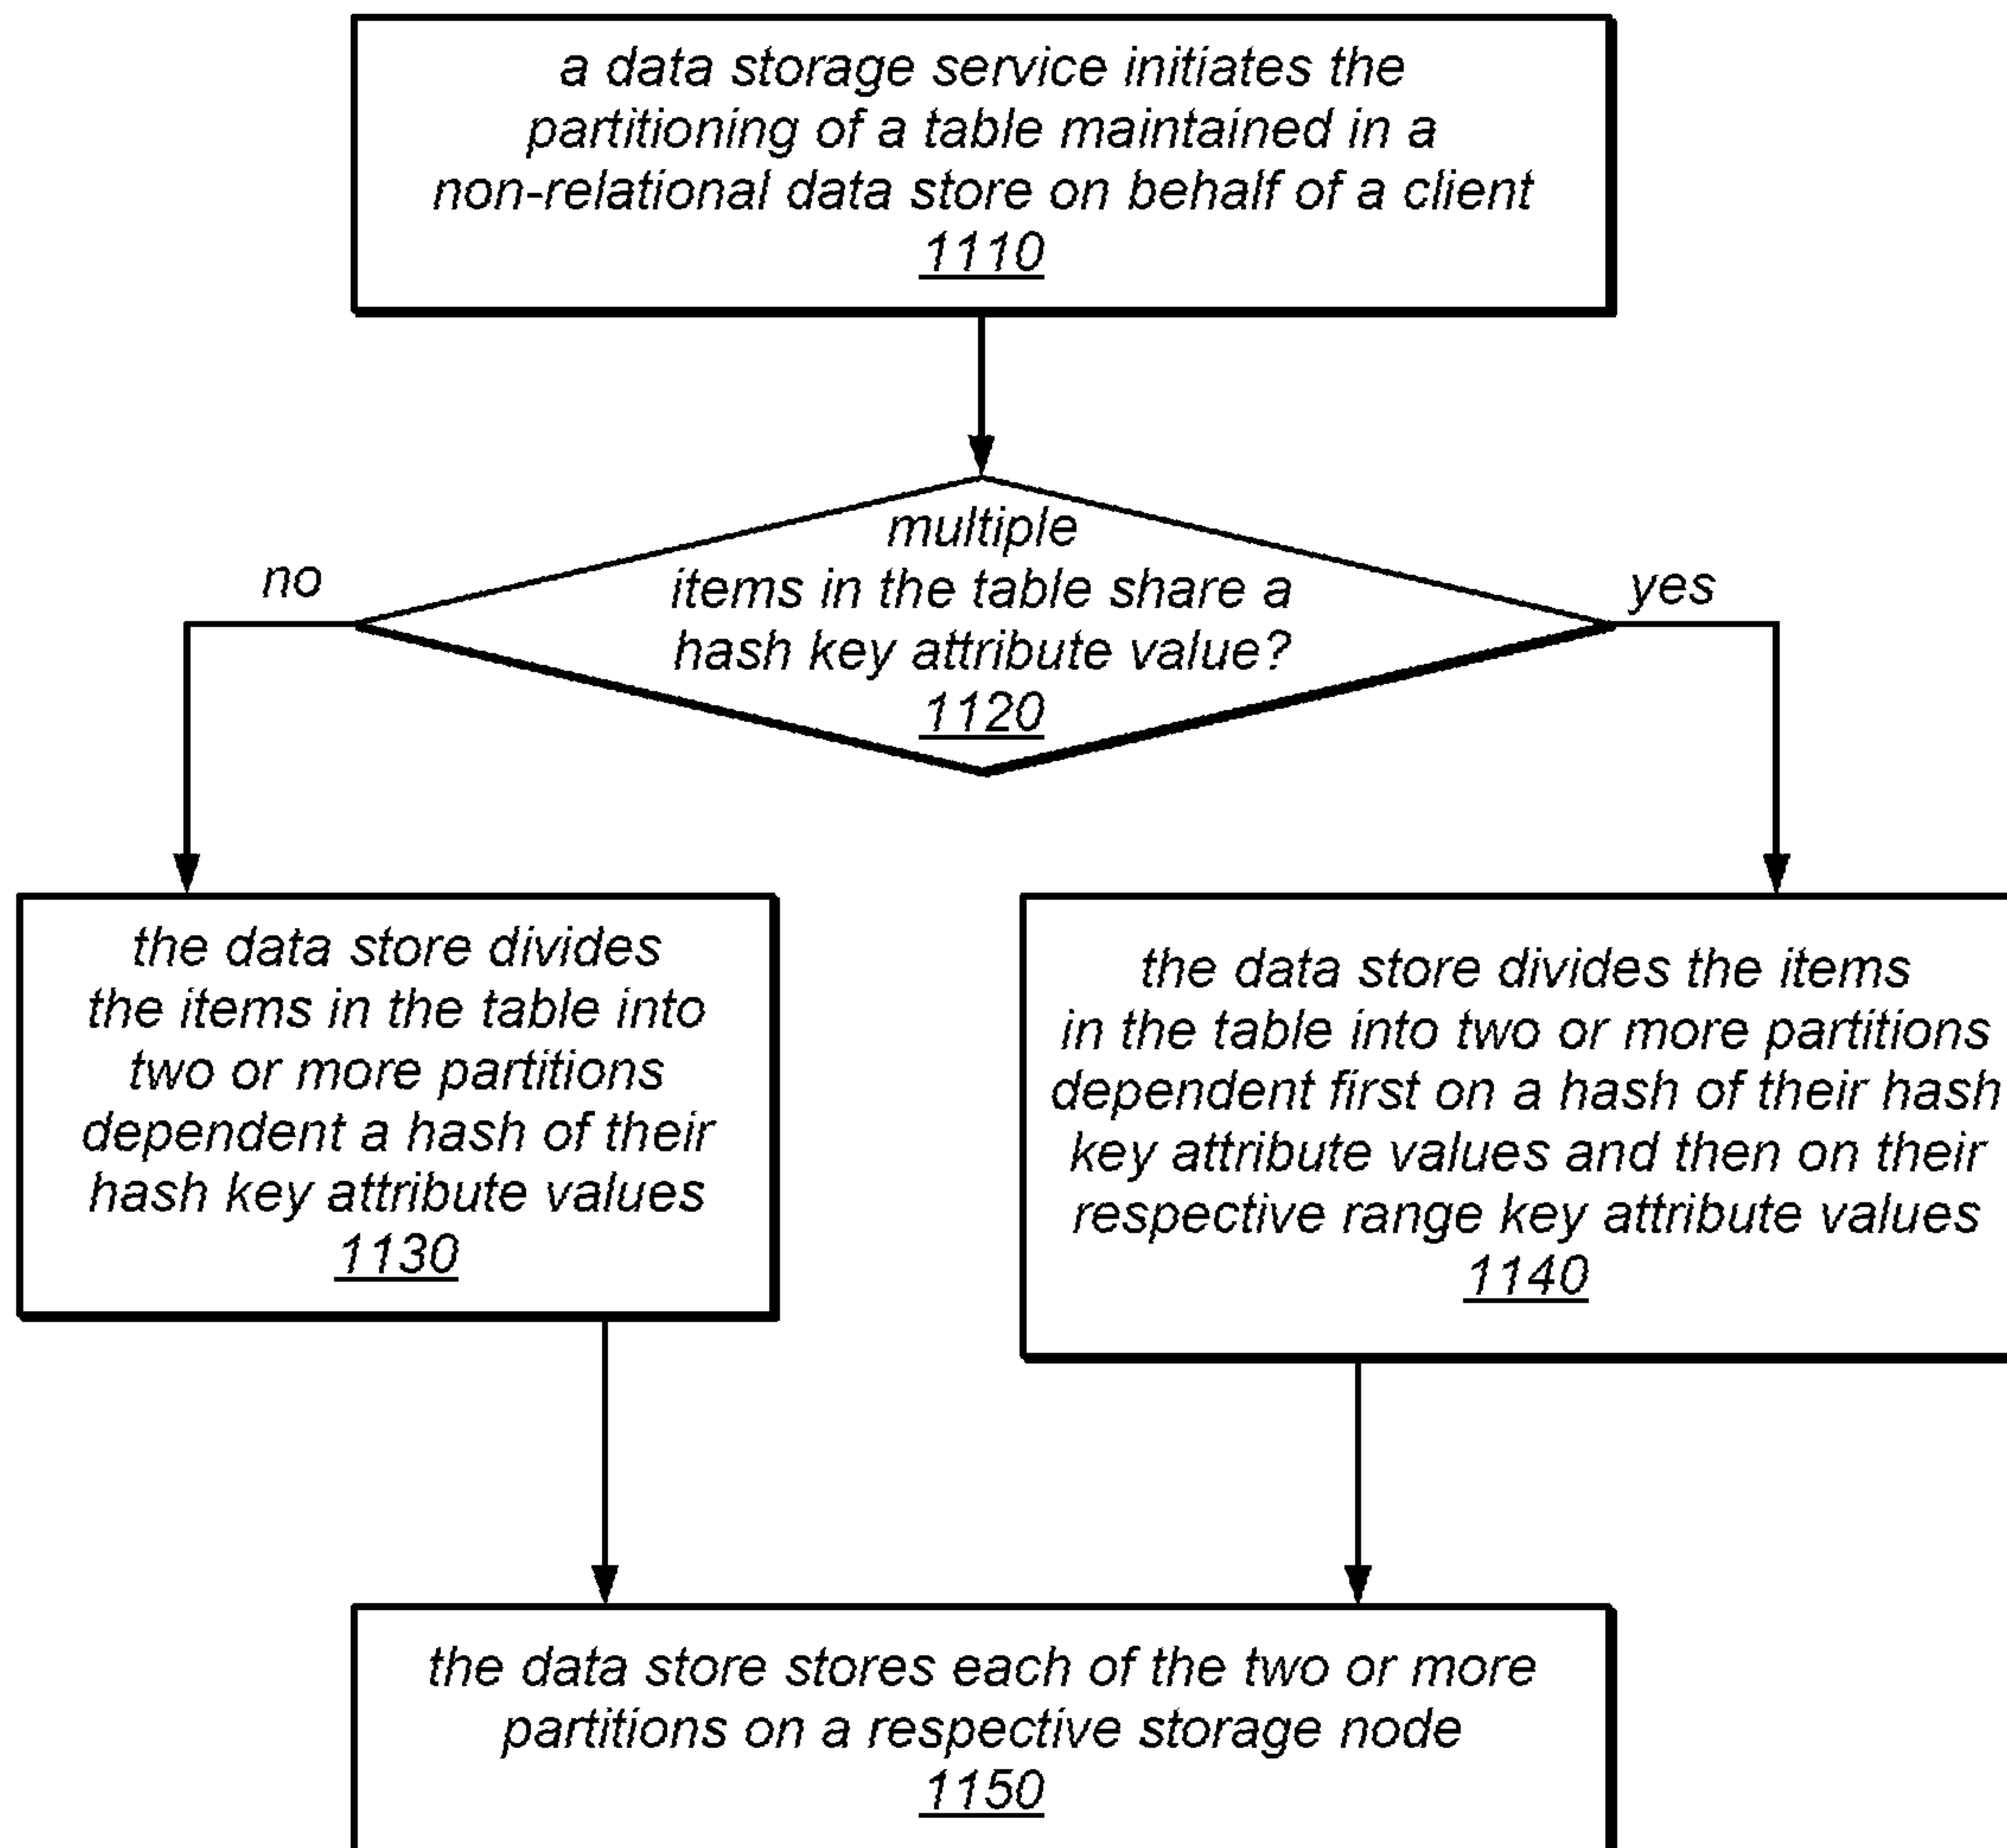 a data storage service initiates the
partitioning of a table maintained in a
non-relational data store on behalf of a client
1110
multiple
items in the table share a
hash key attribute value?
1120
no
yes
the data store divides
the items in the table into
two or more partitions
dependent a hash of their
hash key attribute values
1130
the data store divides the items
in the table into two or more partitions
dependent first on a hash of their hash
key attribute values and then on their
respective range key attribute values
1140
the data store stores each of the two or more
partitions on a respective storage node
1150